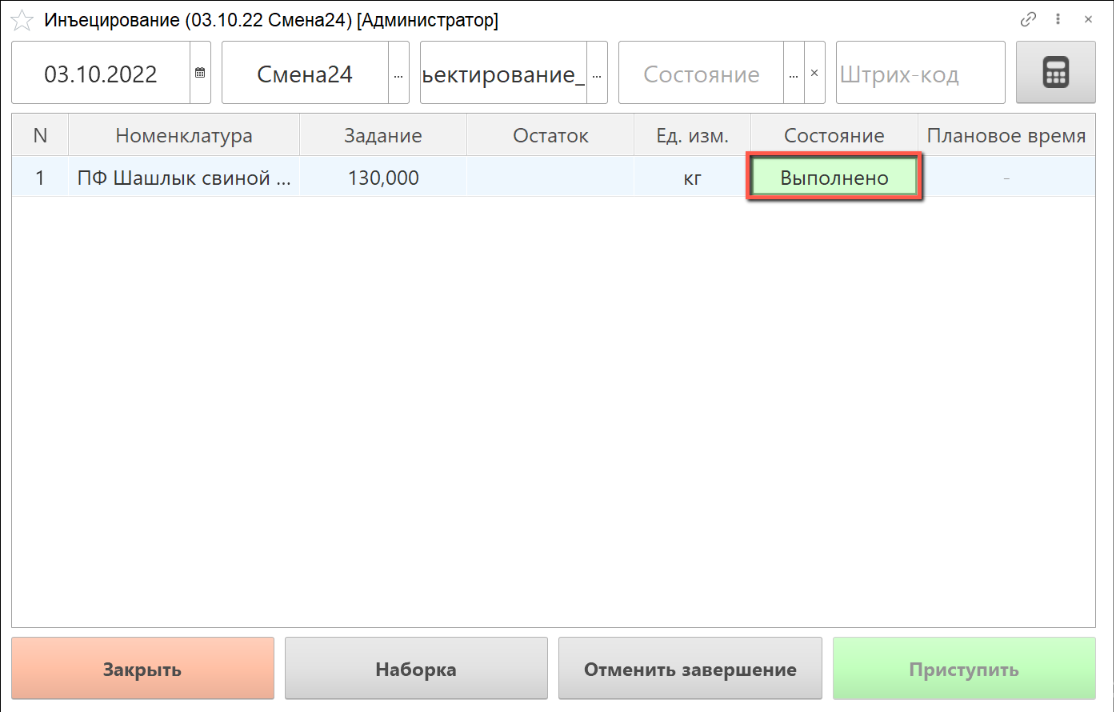 Инъецирование (03.10.22 Смена24) [Администратор]
03.10.2022 Смена24 ... ъектирование_ ... Состояние ... × Штрих-код
N Номенклатура Задание Остаток Ед. изм. Состояние Плановое время
1 ПФ Шашлык свиной ... 130,000 кг Выполнено -
Закрыть Наборка Отменить завершение Приступить